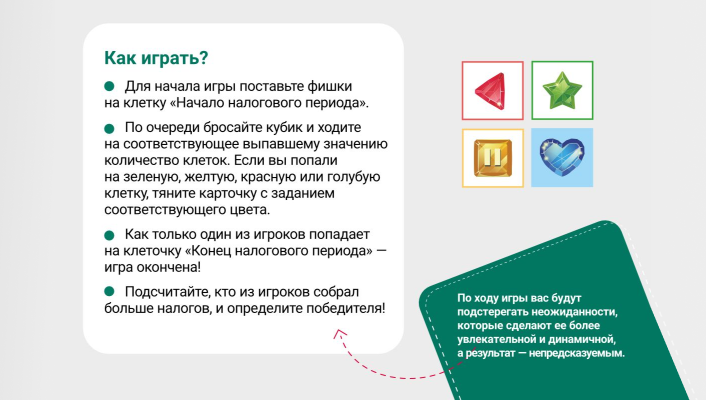 Как играть?
Для начала игры поставьте фишки
на клетку «Начало налогового периода».
По очереди бросайте кубик и ходите
на соответствующее выпавшему значению
количество клеток. Если вы попали
на зеленую, желтую, красную или голубую
клетку, тяните карточку с заданием
соответствующего цвета.
Как только один из игроков попадает
на клеточку «Конец налогового периода» —
игра окончена!
Подсчитайте, кто из игроков собрал
больше налогов, и определите победителя!
По ходу игры вас будут
подстерегать неожиданности,
которые сделают ее более
увлекательной и динамичной,
а результат — непредсказуемым.